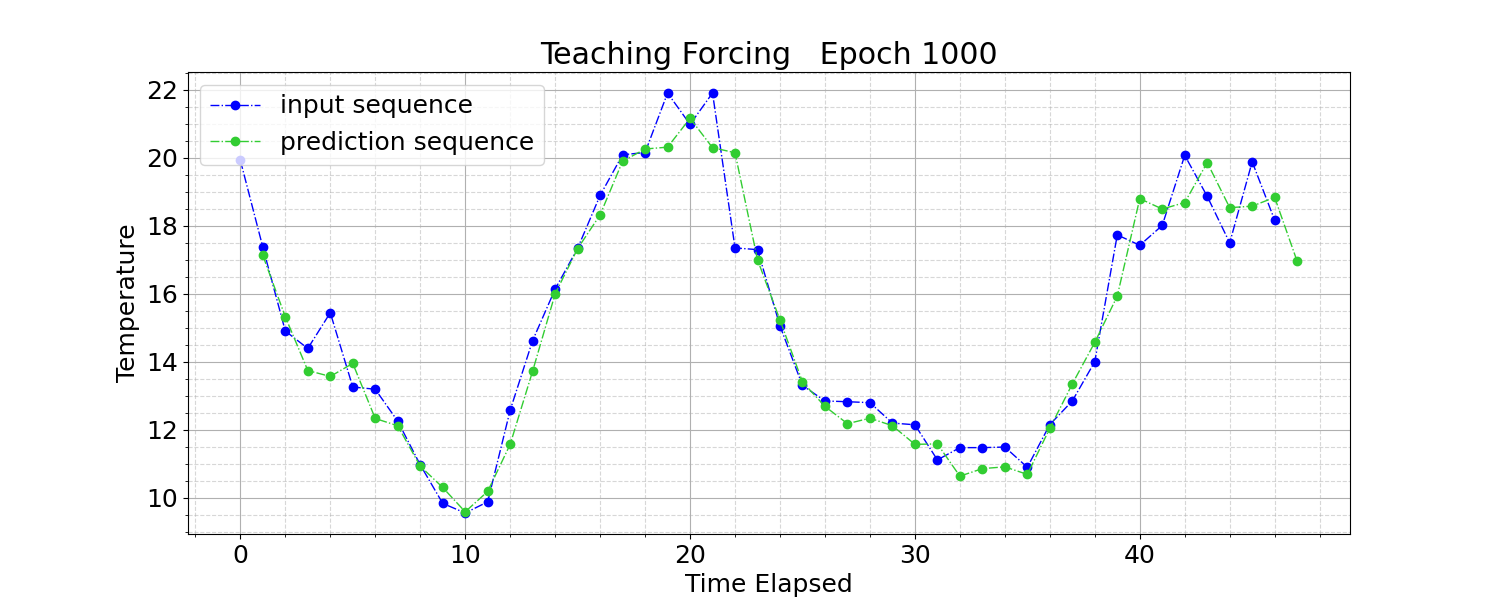 Teaching Forcing   Epoch 1000
input sequence
prediction sequence
22
20
18
16
14
12
10
Temperature
0 10 20 30 40
Time Elapsed